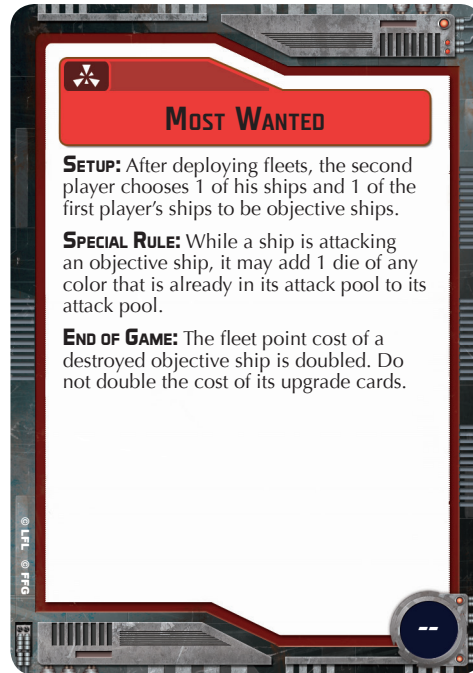 Most Wanted
Setup: After deploying fleets, the second
player chooses 1 of his ships and 1 of the
first player's ships to be objective ships.
Special Rule: While a ship is attacking
an objective ship, it may add 1 die of any
color that is already in its attack pool to its
attack pool.
End of Game: The fleet point cost of a
destroyed objective ship is doubled. Do
not double the cost of its upgrade cards.
© LFL © FFG
--